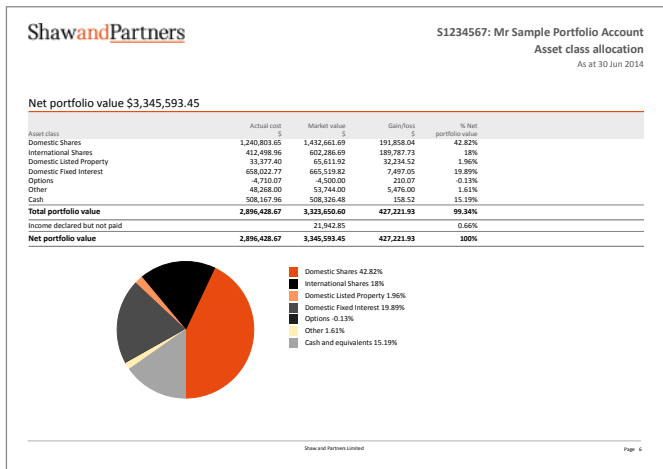 ShawandPartners
S1234567: Mr Sample Portfolio Account
Asset class allocation
As at 30 Jun 2014
Net portfolio value $3,345,593.45
Asset class Actual cost $ Market value $ Gain/loss $ % Net portfolio value
Domestic Shares 1,240,803.65 1,432,661.69 191,858.04 42.82%
International Shares 412,498.96 602,286.69 189,787.73 18%
Domestic Listed Property 33,377.40 65,611.92 32,234.52 1.96%
Domestic Fixed Interest 658,022.77 665,519.82 7,497.05 19.89%
Options -4,710.07 -4,500.00 210.07 -0.13%
Other 48,268.00 53,744.00 5,476.00 1.61%
Cash 508,167.96 508,326.48 158.52 15.19%
Total portfolio value 2,896,428.67 3,323,650.60 427,221.93 99.34%
Income declared but not paid 21,942.85 0.66%
Net portfolio value 2,896,428.67 3,345,593.45 427,221.93 100%
Domestic Shares 42.82%
International Shares 18%
Domestic Listed Property 1.96%
Domestic Fixed Interest 19.89%
Options -0.13%
Other 1.61%
Cash and equivalents 15.19%
Shaw and Partners Limited
Page 6